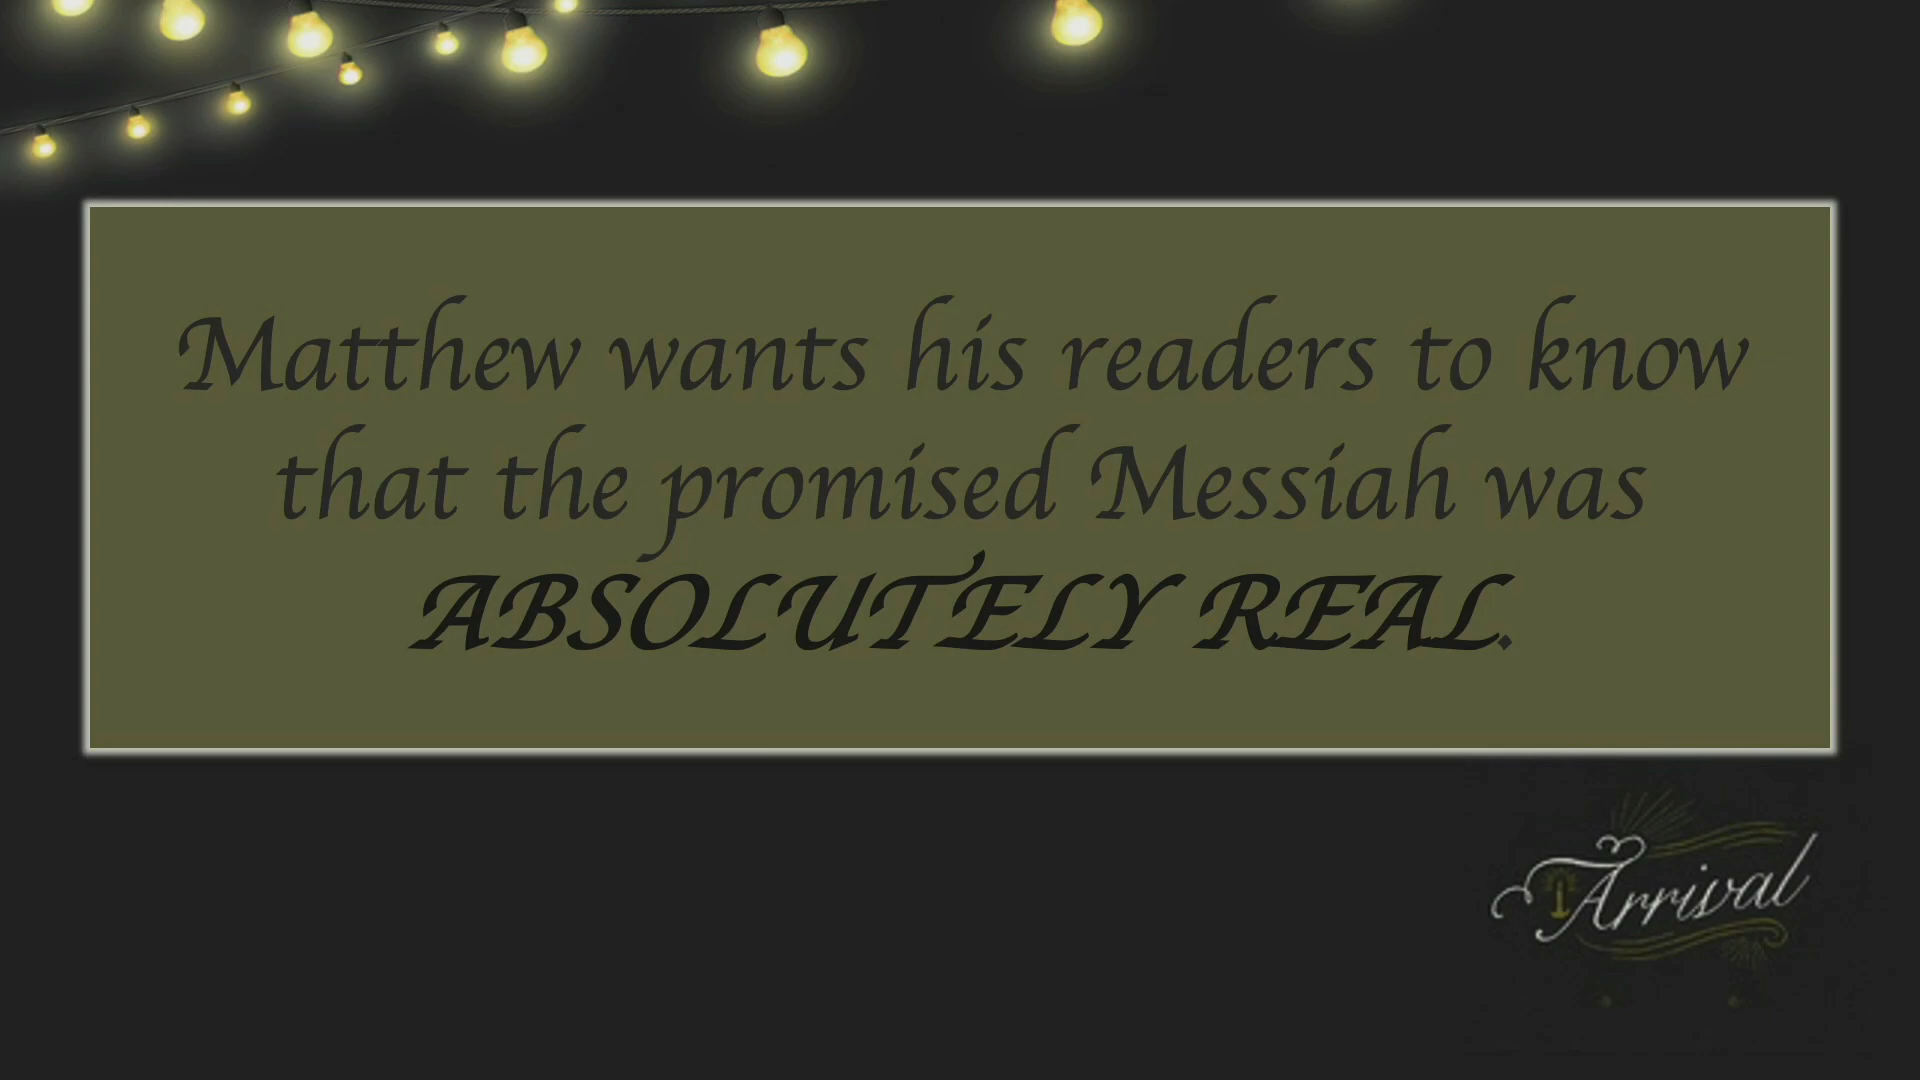 Matthew wants his readers to know
that the promised Messiah was
ABSOLUTELY REAL.
Arrival